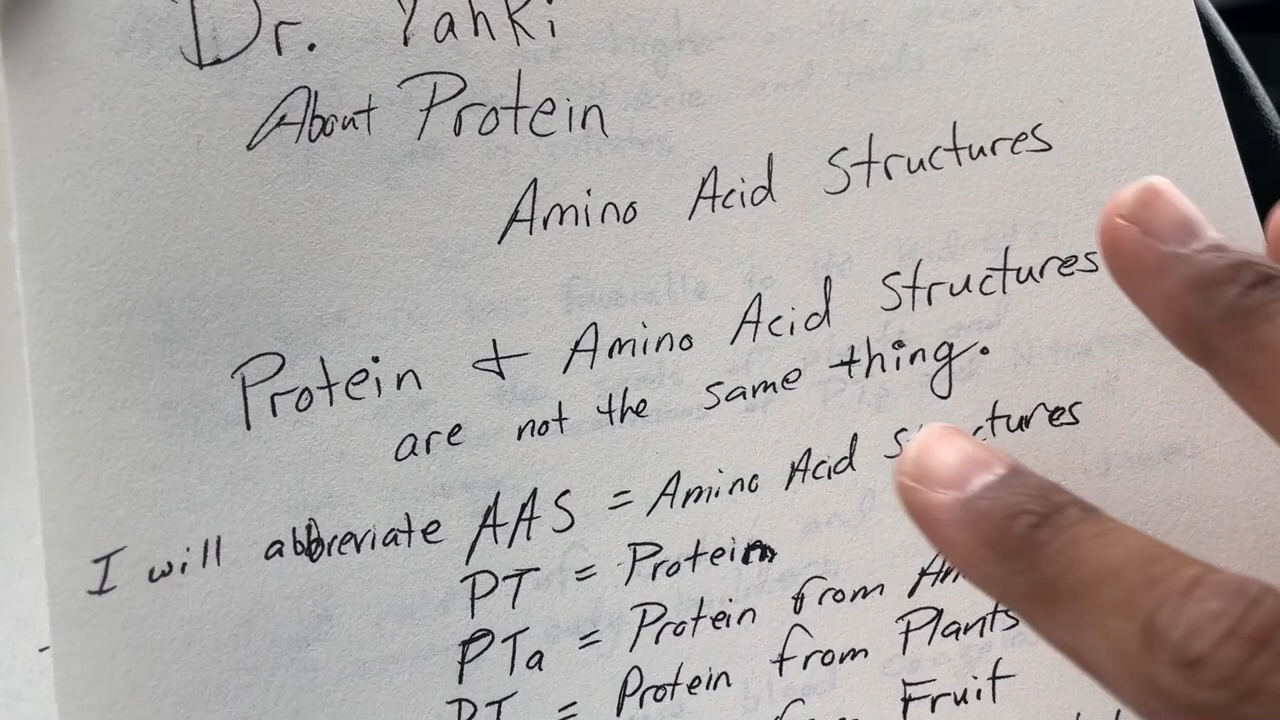 Dr. Yahki
About Protein
Amino Acid Structures
Protein & Amino Acid Structures
are not the same thing.
I will abbreviate AAS = Amino Acid
PT = Protein
PTa = Protein from
= Protein from Plants
Fruit